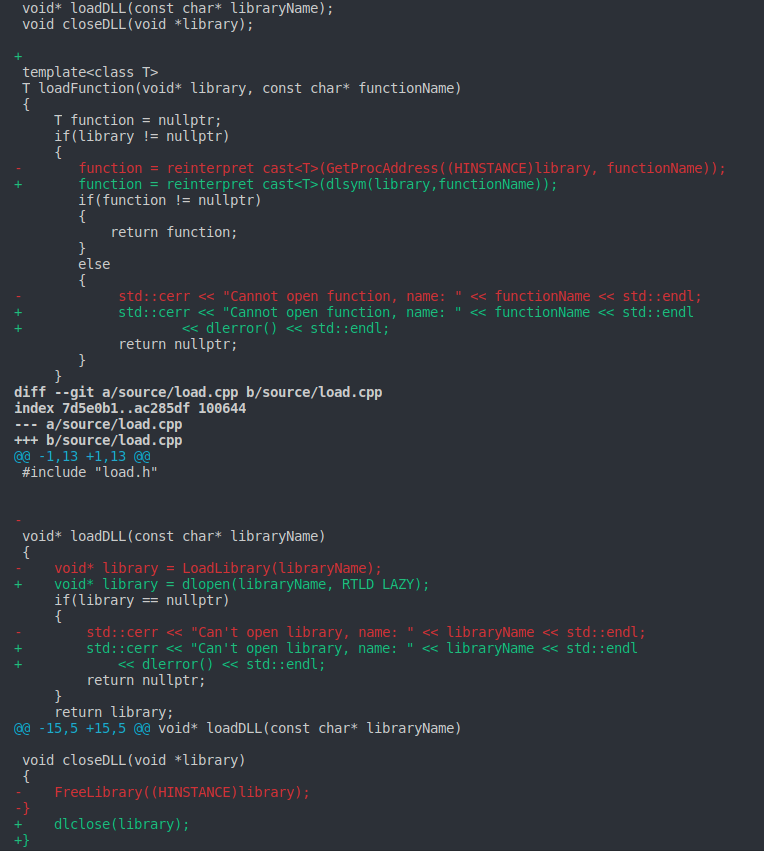 void* loadDLL(const char* libraryName);
 void closeDLL(void *library);

+
 template<class T>
 T loadFunction(void* library, const char* functionName)
 {
     T function = nullptr;
     if(library != nullptr)
     {
-       function = reinterpret cast<T>(GetProcAddress((HINSTANCE)library, functionName));
+       function = reinterpret cast<T>(dlsym(library,functionName));
        if(function != nullptr)
        {
            return function;
        }
        else
        {
-            std::cerr << "Cannot open function, name: " << functionName << std::endl;
+            std::cerr << "Cannot open function, name: " << functionName << std::endl
+                    << dlerror() << std::endl;
             return nullptr;
        }
     }
diff --git a/source/load.cpp b/source/load.cpp
index 7d5e0b1..ac285df 100644
--- a/source/load.cpp
+++ b/source/load.cpp
@@ -1,13 +1,13 @@
 #include "load.h"


-
 void* loadDLL(const char* libraryName)
 {
-    void* library = LoadLibrary(libraryName);
+    void* library = dlopen(libraryName, RTLD LAZY);
     if(library == nullptr)
     {
-        std::cerr << "Can't open library, name: " << libraryName << std::endl;
+        std::cerr << "Can't open library, name: " << libraryName << std::endl
+            << dlerror() << std::endl;
         return nullptr;
     }
     return library;
@@ -15,5 +15,5 @@ void* loadDLL(const char* libraryName)

 void closeDLL(void *library)
 {
-    FreeLibrary((HINSTANCE)library);
-}
+    dlclose(library);
+}